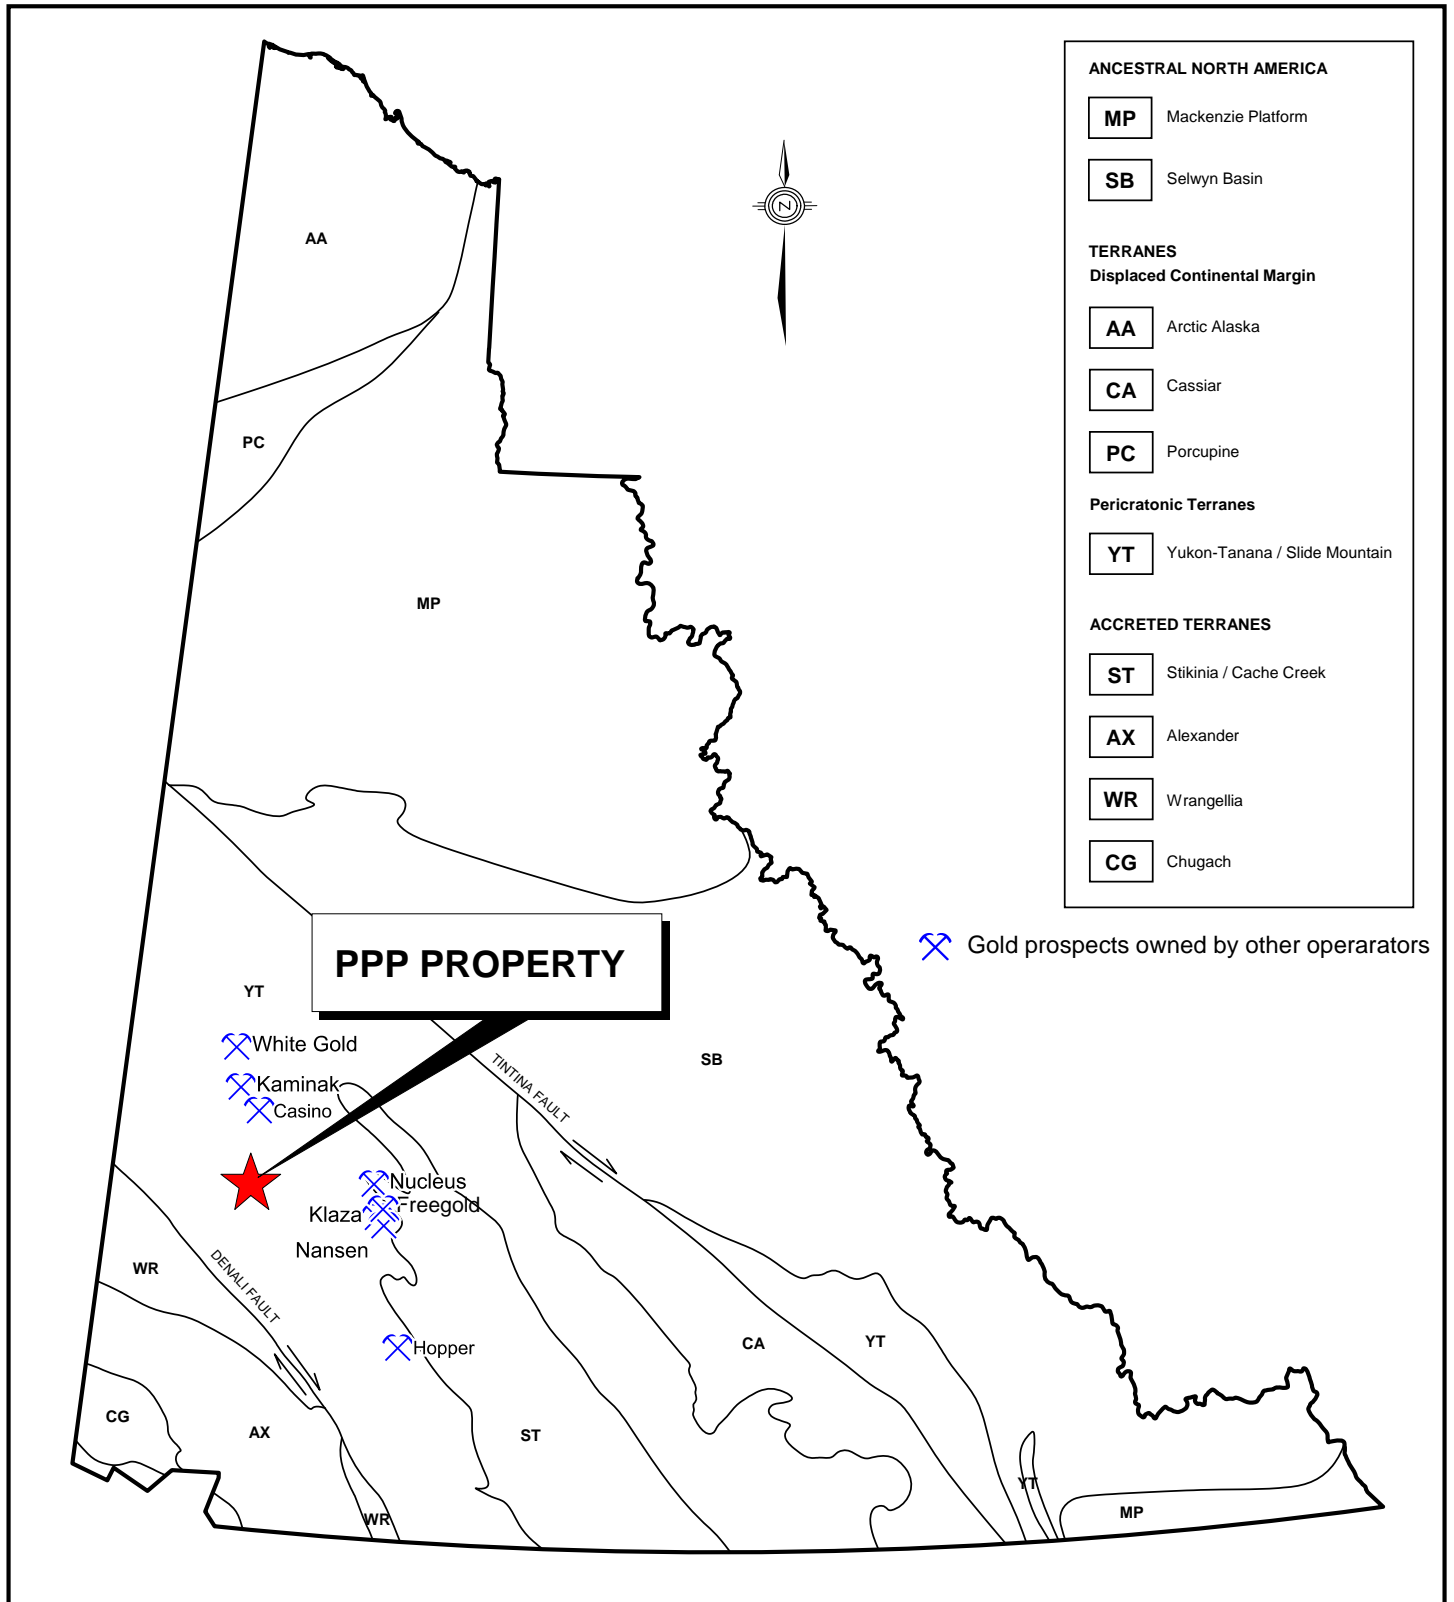 ANCESTRAL NORTH AMERICA
MP Mackenzie Platform
SB Selwyn Basin
TERRANES
Displaced Continental Margin
AA Arctic Alaska
CA Cassiar
PC Porcupine
Pericratonic Terranes
YT Yukon-Tanana / Slide Mountain
ACCRETED TERRANES
ST Stikinia / Cache Creek
AX Alexander
WR Wrangellia
CG Chugach
Gold prospects owned by other operarators
N
AA
PC
MP
PPP PROPERTY
YT
White Gold
Kaminak
Casino
SB
TINTINA FAULT
Nucleus
Freegold
Klaza
Nansen
WR
DENALI FAULT
Hopper
CA
YT
CG
AX
ST
YT
MP
WR